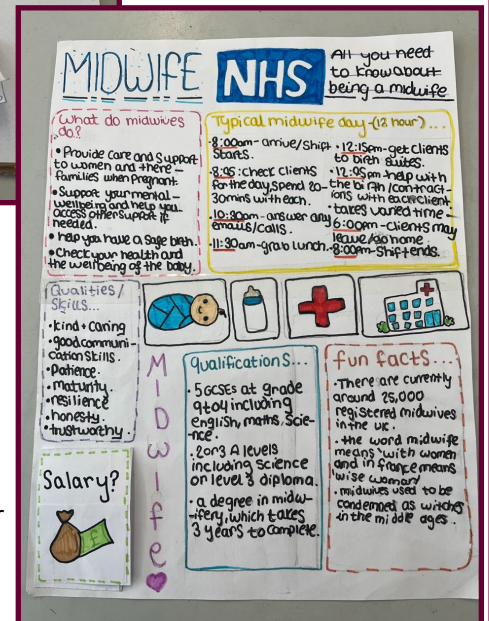 MIDWIFE
NHS
All you need
to know about
being a midwife
What do midwives
do?
• Provide care and support
to women and there
families when Pregnant.
• Support your mental
wellbeing and help you
access other support if
needed.
• help you have a safe birth.
• Check your health and
the wellbeing of the baby.
Typical midwife day-(12 hour)...
•8:00am- arrive/shift
starts.
•8:05: check clients
for the day, spend 20-
30mins with each.
•10:30am- answer any
emails/calls.
•11:30am-grab lunch.
•12:15pm-get clients
to birth suites.
•12:05pm-help with
the birth/contract-
ions with each client.
•takes varied time-
6:00pm-clients may
leave/go home
•8:00pm-Shift ends.
Qualities/
Skills...
•kind + caring
•good communi-
cation skills.
•Patience.
•maturity.
•resilience
•honesty.
•trustworthy.
Salary?
£
Midwife
qualifications...
•5 GCSEs at grade
9 to 4 including
english, maths, Scie-
nce.
•2 or 3 A levels
including science
or level 3 diploma.
•a degree in midw-
ifery, which takes
3 years to complete.
fun facts...
•There are currently
around 25,000
registered midwives
in the UK.
•the word midwife
means 'with women'
and in france means
'wise woman'
•midwives used to be
condemned as witches
in the middle ages.